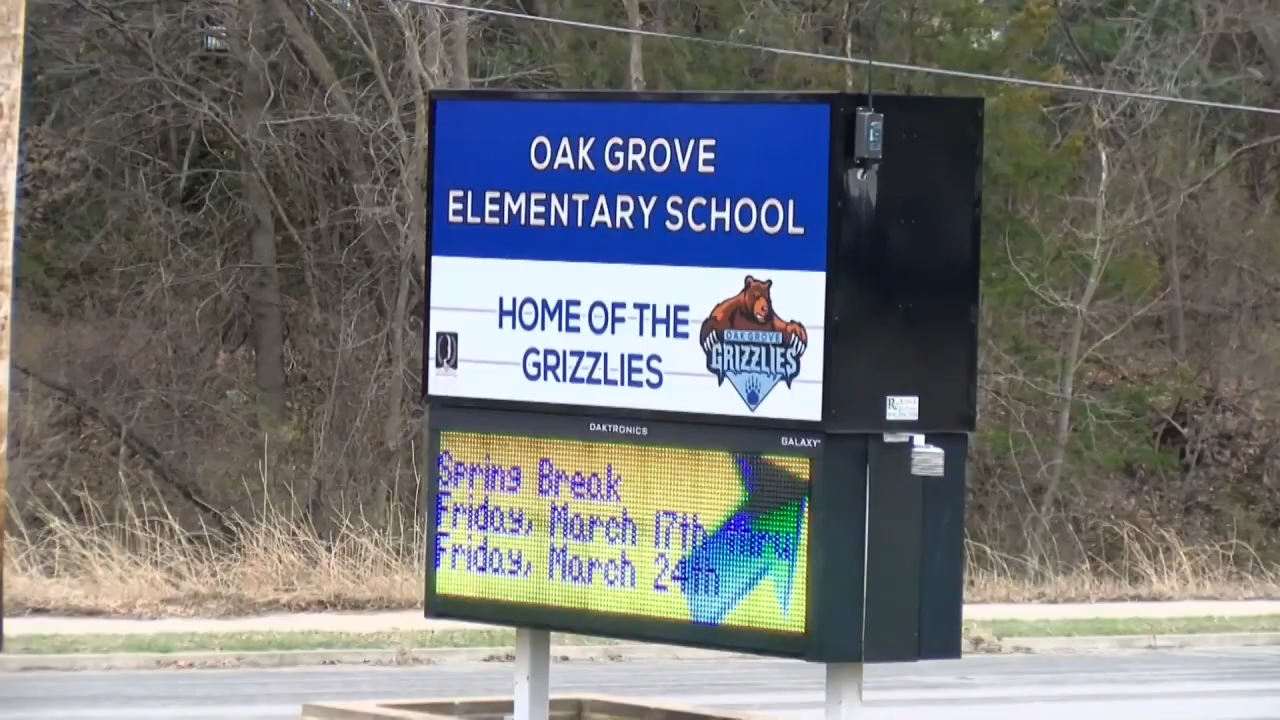 OAK GROVE
ELEMENTARY SCHOOL
HOME OF THE
GRIZZLIES
OAK GROVE
GRIZZLIES
DAKTRONICS
GALAXY
Spring Break
Friday, March 17th
Friday, March 24th